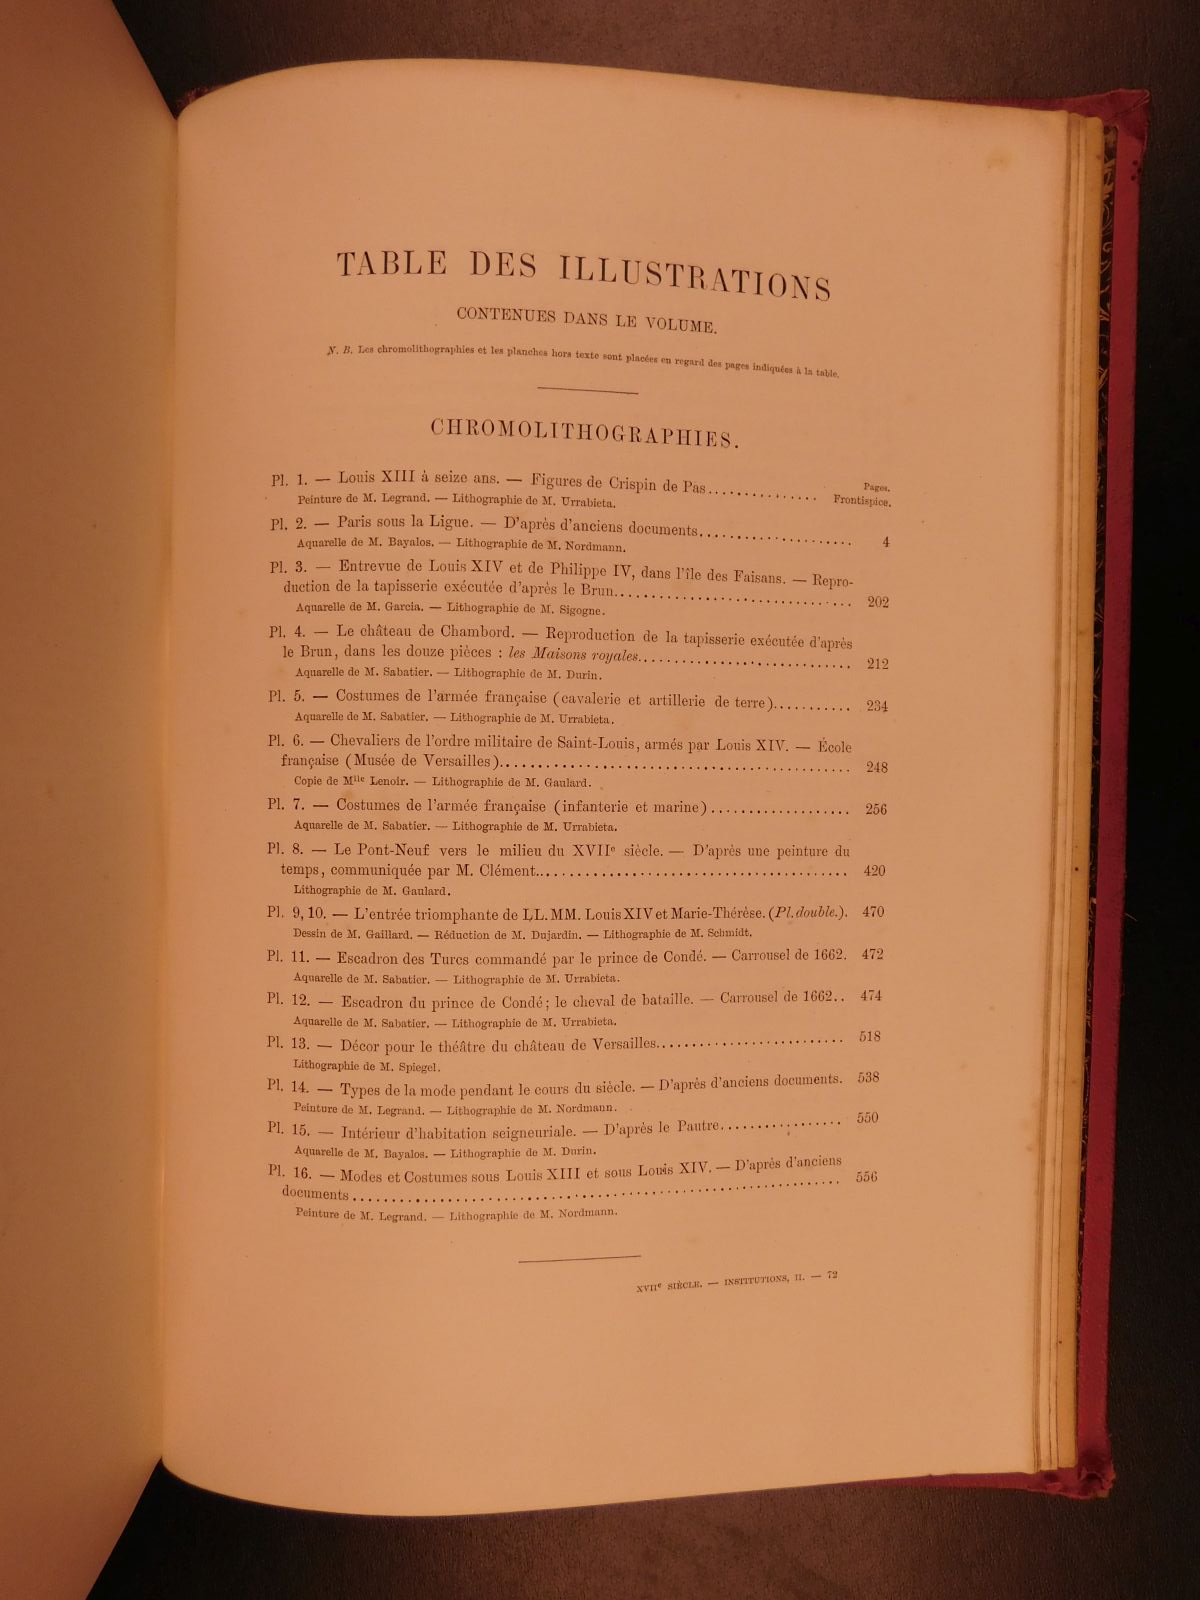 TABLE DES ILLUSTRATIONS
CONTENUES DANS LE VOLUME.
N. B. Les chromolithographies et les planches hors texte sont placées en regard des pages indiquées à la table.
CHROMOLITHOGRAPHIES.
Pages.
Pl. 1. — Louis XIII à seize ans. — Figures de Crispin de Pas............... Frontispice.
Peinture de M. Legrand. — Lithographie de M. Urrabieta.
Pl. 2. — Paris sous la Ligue. — D'après d'anciens documents..................... 4
Aquarelle de M. Bayalos. — Lithographie de M. Nordmann.
Pl. 3. — Entrevue de Louis XIV et de Philippe IV, dans l'île des Faisans. — Repro-
duction de la tapisserie exécutée d'après le Brun................................ 202
Aquarelle de M. Garcia. — Lithographie de M. Sigogne.
Pl. 4. — Le château de Chambord. — Reproduction de la tapisserie exécutée d'après
le Brun, dans les douze pièces : les Maisons royales............................. 212
Aquarelle de M. Sabatier. — Lithographie de M. Durin.
Pl. 5. — Costumes de l'armée française (cavalerie et artillerie de terre)........... 234
Aquarelle de M. Sabatier. — Lithographie de M. Urrabieta.
Pl. 6. — Chevaliers de l'ordre militaire de Saint-Louis, armés par Louis XIV. — École
française (Musée de Versailles)................................................ 248
Copie de Mlle Lenoir. — Lithographie de M. Gaulard.
Pl. 7. — Costumes de l'armée française (infanterie et marine)................... 256
Aquarelle de M. Sabatier. — Lithographie de M. Urrabieta.
Pl. 8. — Le Pont-Neuf vers le milieu du XVIIe siècle. — D'après une peinture du
temps, communiquée par M. Clément.......................................... 420
Lithographie de M. Gaulard.
Pl. 9, 10. — L'entrée triomphante de LL. MM. Louis XIV et Marie-Thérèse. (Pl. double.). 470
Dessin de M. Gaillard. — Réduction de M. Dujardin. — Lithographie de M. Schmidt.
Pl. 11. — Escadron des Turcs commandé par le prince de Condé. — Carrousel de 1662. 472
Aquarelle de M. Sabatier. — Lithographie de M. Urrabieta.
Pl. 12. — Escadron du prince de Condé; le cheval de bataille. — Carrousel de 1662.. 474
Aquarelle de M. Sabatier. — Lithographie de M. Urrabieta.
Pl. 13. — Décor pour le théâtre du château de Versailles......................... 518
Lithographie de M. Spiegel.
Pl. 14. — Types de la mode pendant le cours du siècle. — D'après d'anciens documents. 538
Peinture de M. Legrand. — Lithographie de M. Nordmann.
Pl. 15. — Intérieur d'habitation seigneuriale. — D'après le Pautre................. 550
Aquarelle de M. Bayalos. — Lithographie de M. Durin.
Pl. 16. — Modes et Costumes sous Louis XIII et sous Louis XIV. — D'après d'anciens
documents.................................................................. 556
Peinture de M. Legrand. — Lithographie de M. Nordmann.
XVIIe SIÈCLE. — INSTITUTIONS, II. — 72